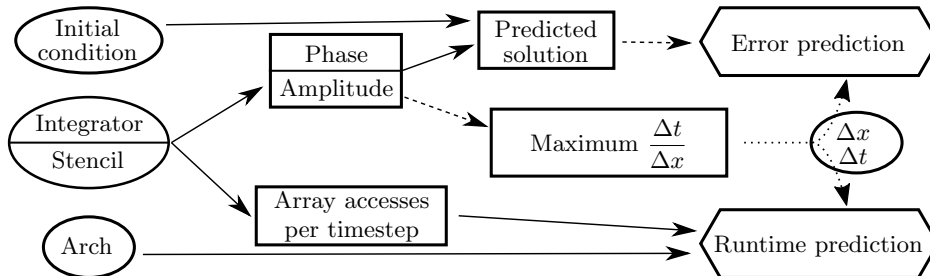 Initial
condition
Predicted
solution
Error prediction
Phase
Amplitude
Integrator
Stencil
Maximum Δt/Δx
Δx
Δt
Array accesses
per timestep
Arch
Runtime prediction